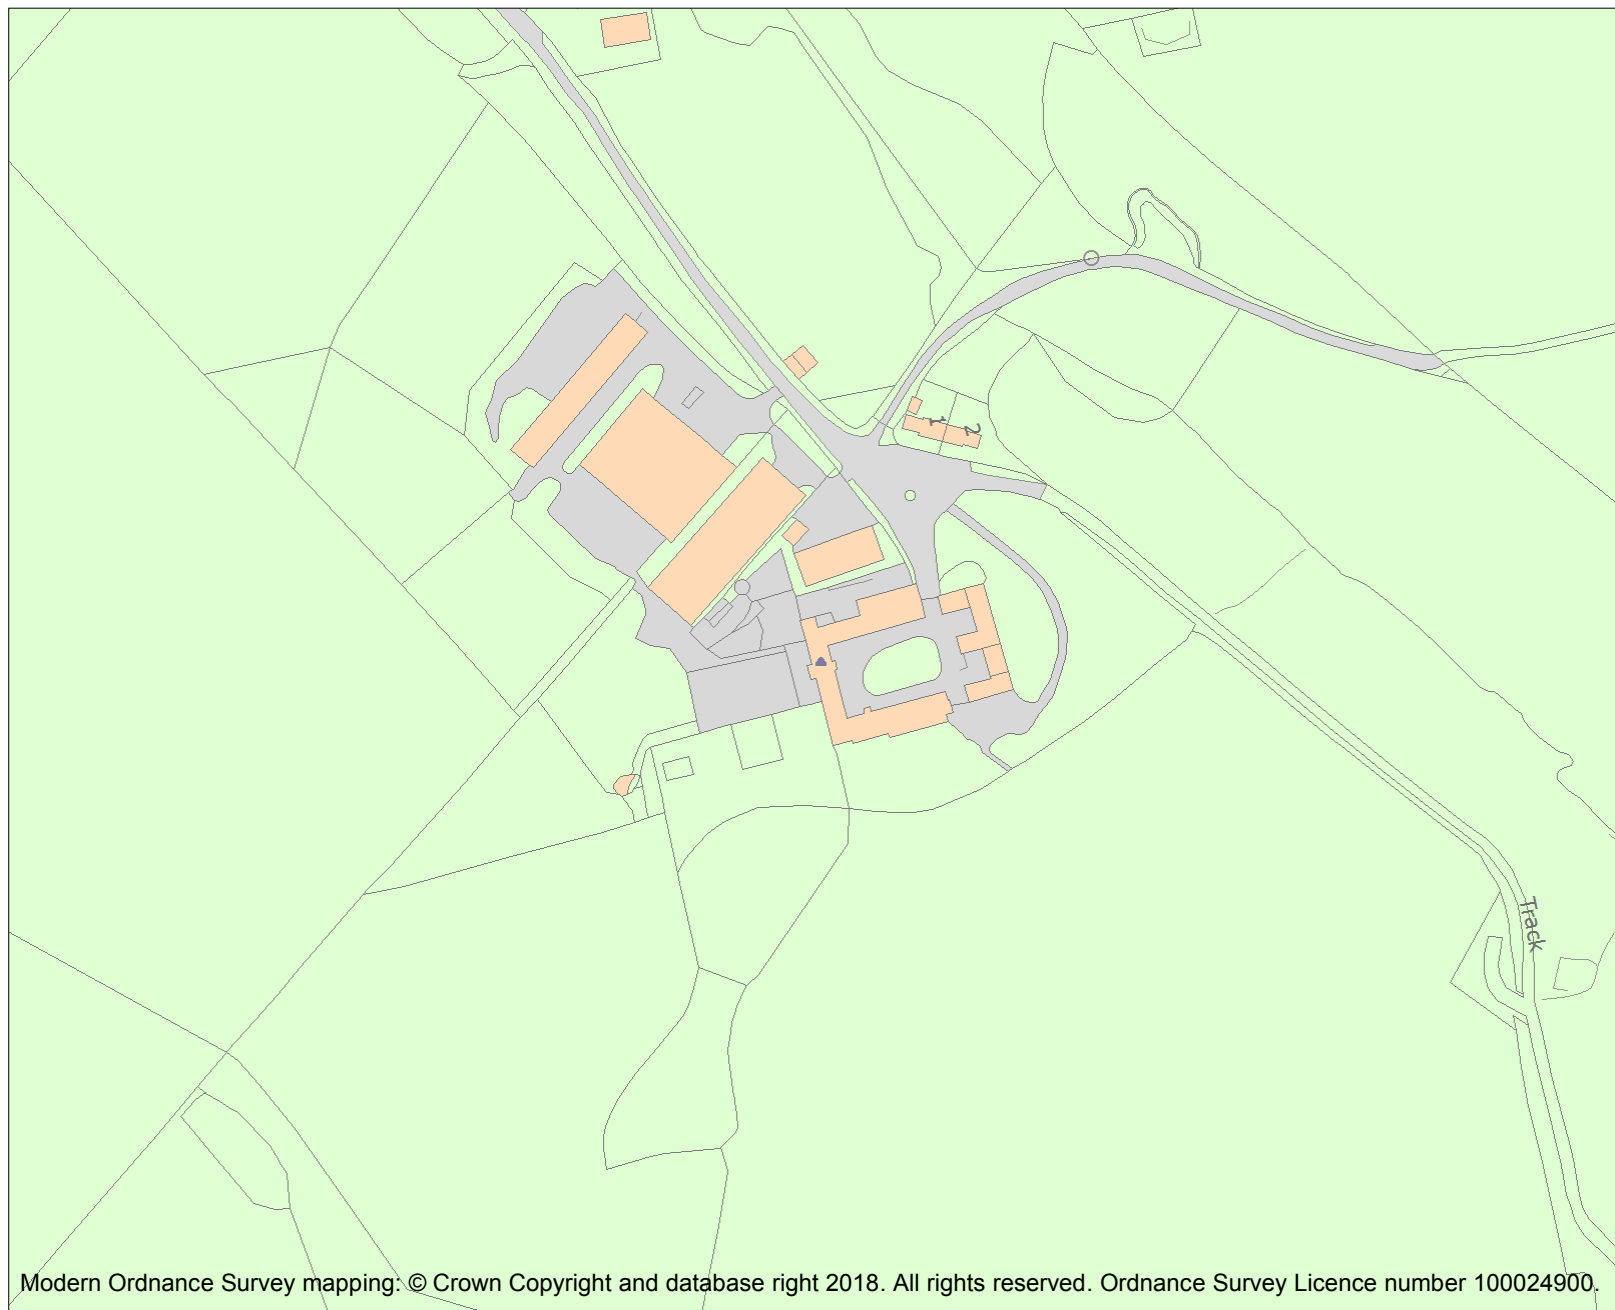 1
2
Track
Modern Ordnance Survey mapping: © Crown Copyright and database right 2018. All rights reserved. Ordnance Survey Licence number 100024900.